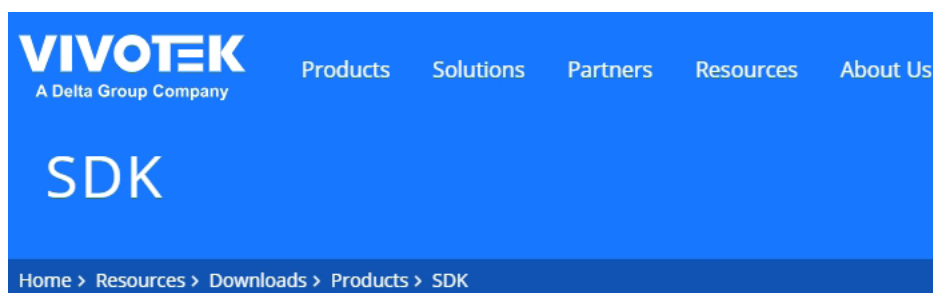 VIVOTEK
A Delta Group Company
Products Solutions Partners Resources About Us
SDK
Home > Resources > Downloads > Products > SDK